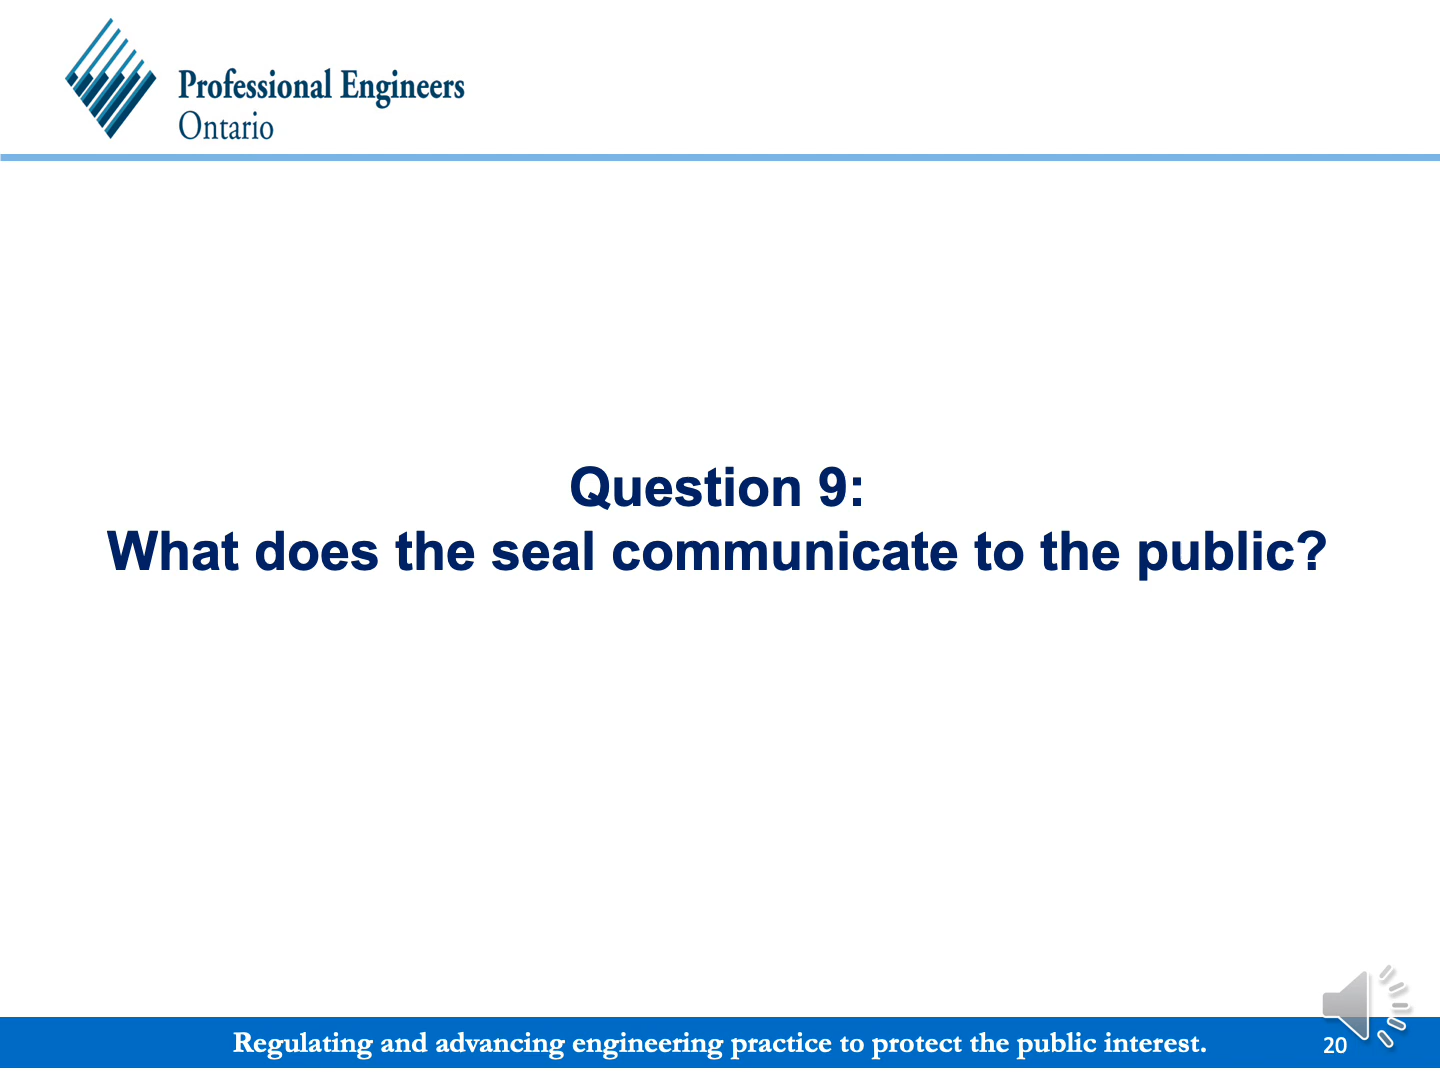 Professional Engineers
Ontario
Question 9:
What does the seal communicate to the public?
Regulating and advancing engineering practice to protect the public interest.
20